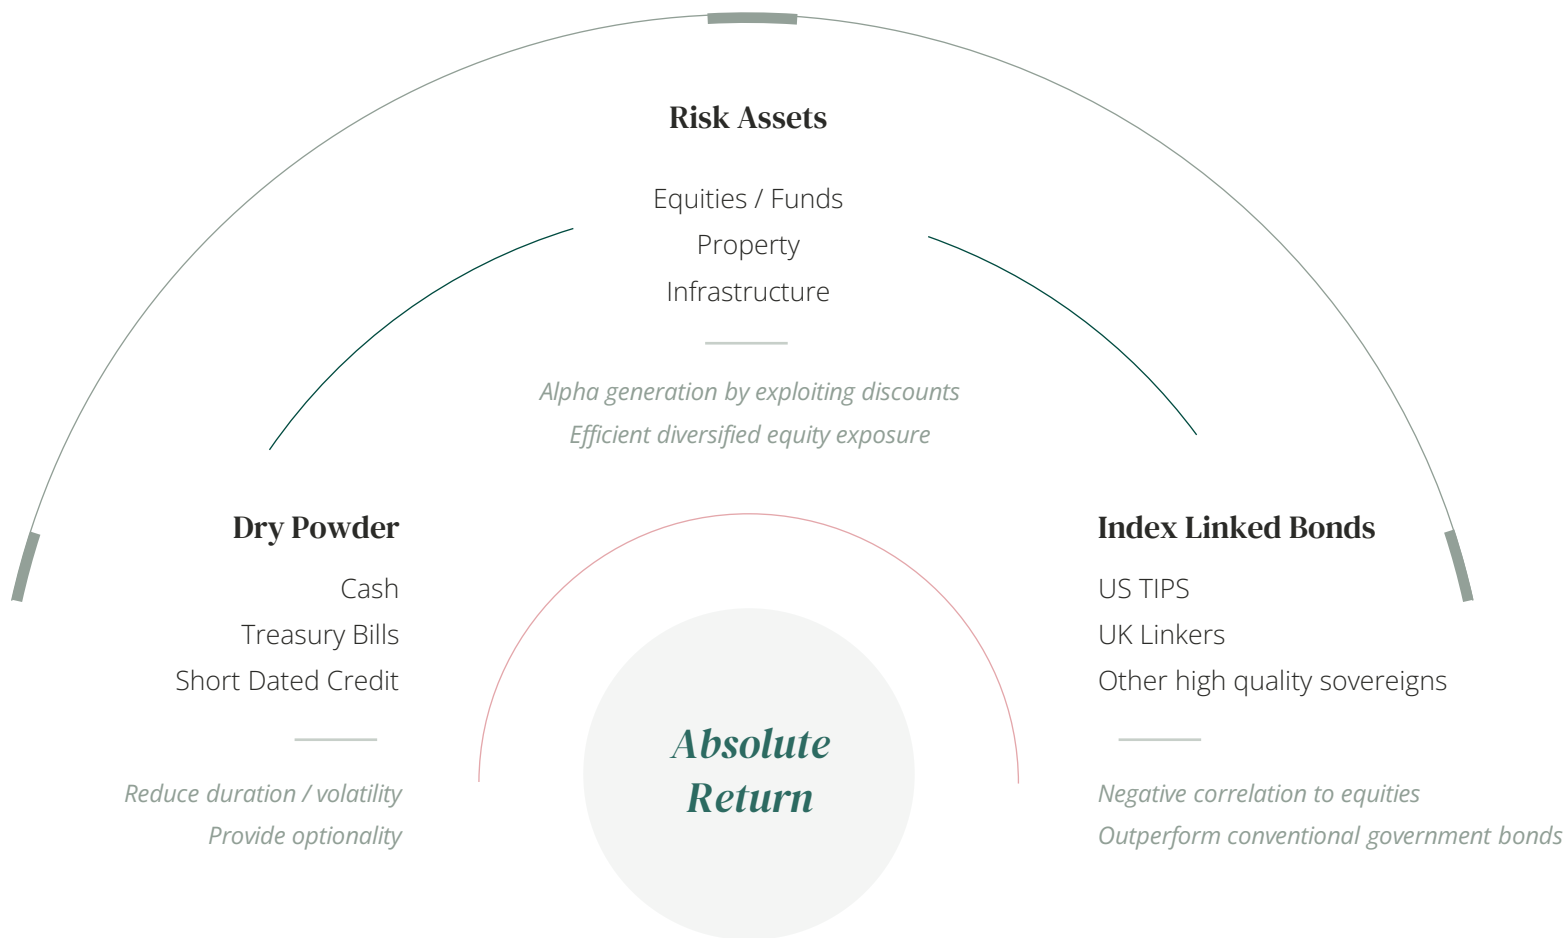 Risk Assets
Equities / Funds
Property
Infrastructure
Alpha generation by exploiting discounts
Efficient diversified equity exposure
Dry Powder
Cash
Treasury Bills
Short Dated Credit
Reduce duration / volatility
Provide optionality
Absolute
Return
Index Linked Bonds
US TIPS
UK Linkers
Other high quality sovereigns
Negative correlation to equities
Outperform conventional government bonds